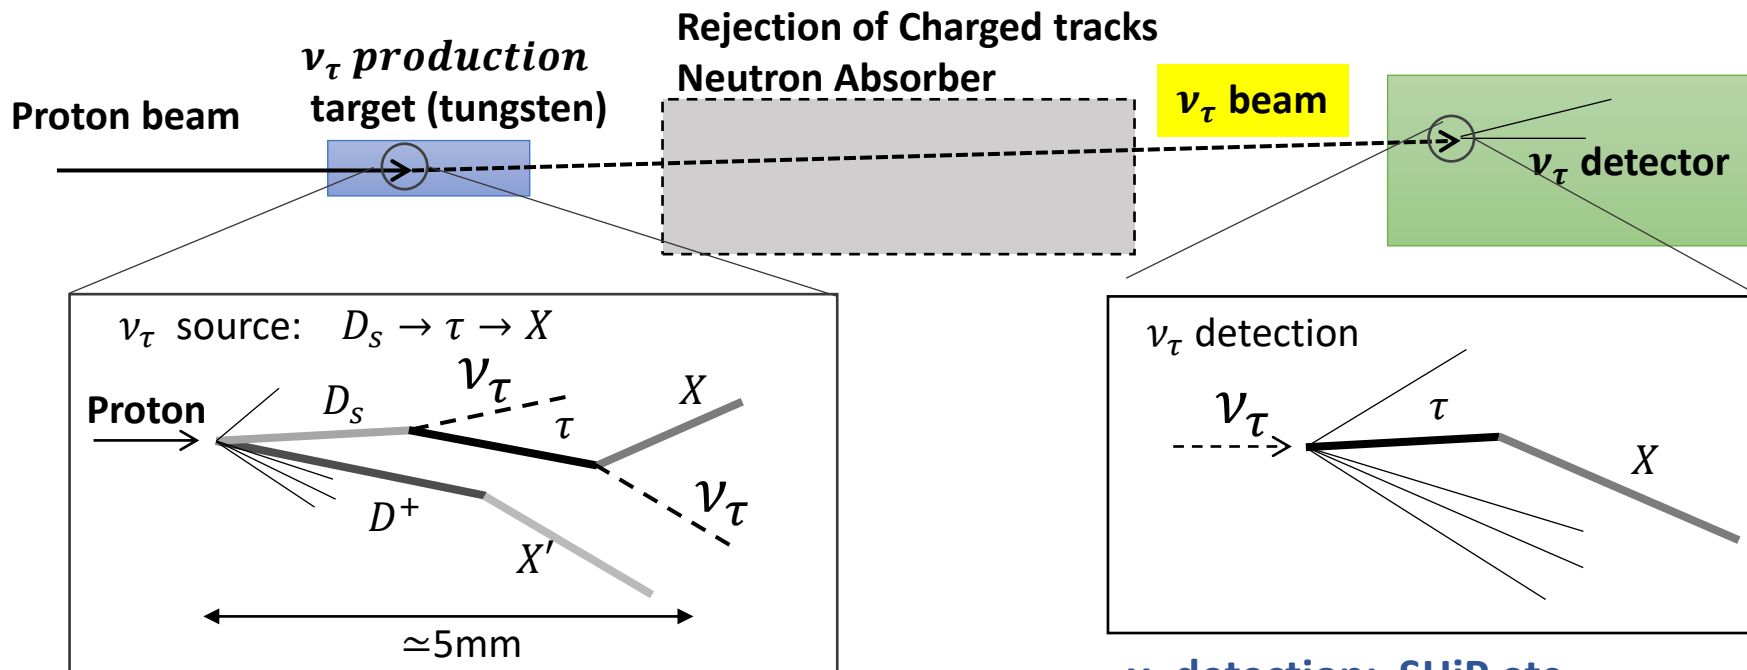 Rejection of Charged tracks
Neutron Absorber
ν_τ production
target (tungsten)
Proton beam
ν_τ beam
ν_τ detector
ν_τ source: D_s → τ → X
Proton
D_s
ν_τ
τ
X
ν_τ
D⁺
X′
≃5mm
ν_τ detection
ν_τ
τ
X